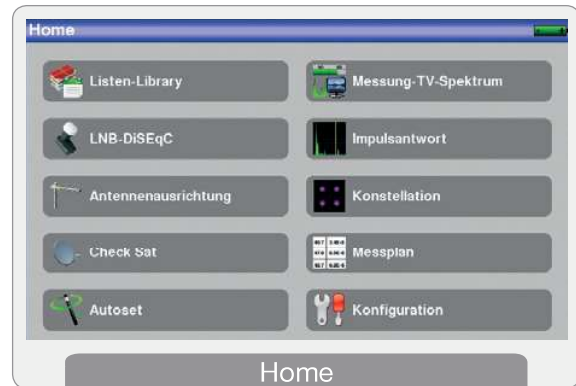 Home
Listen-Library
Messung-TV-Spektrum
LNB-DiSEqC
Impulsantwort
Antennenausrichtung
Konstellation
Check Sat
Messplan
Autoset
Konfiguration
Home